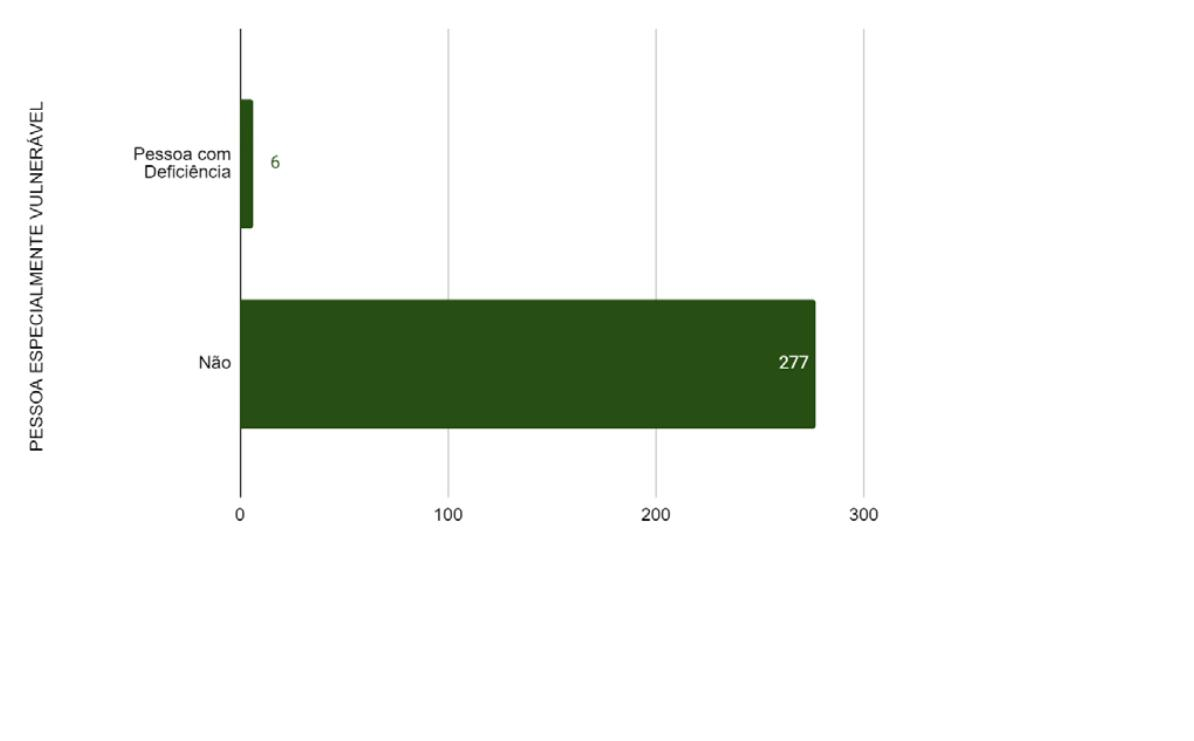 PESSOA ESPECIALMENTE VULNERÁVEL
Pessoa com
Deficiência
6
Não
277
0
100
200
300